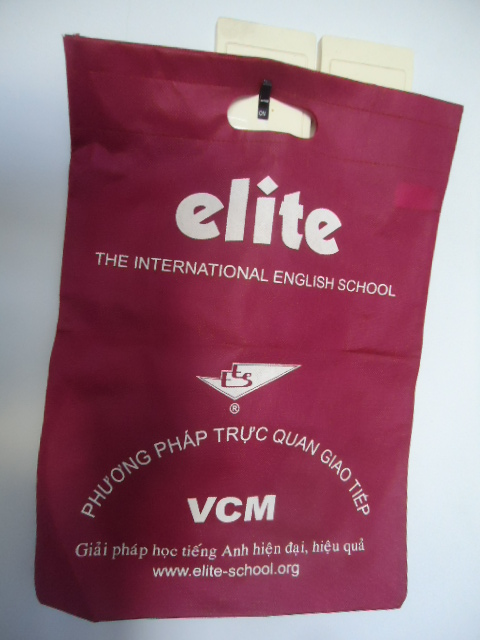 elite
THE INTERNATIONAL ENGLISH SCHOOL
tts
®
PHƯƠNG PHÁP TRỰC QUAN GIAO TIẾP
VCM
Giải pháp học tiếng Anh hiện đại, hiệu quả
www.elite-school.org